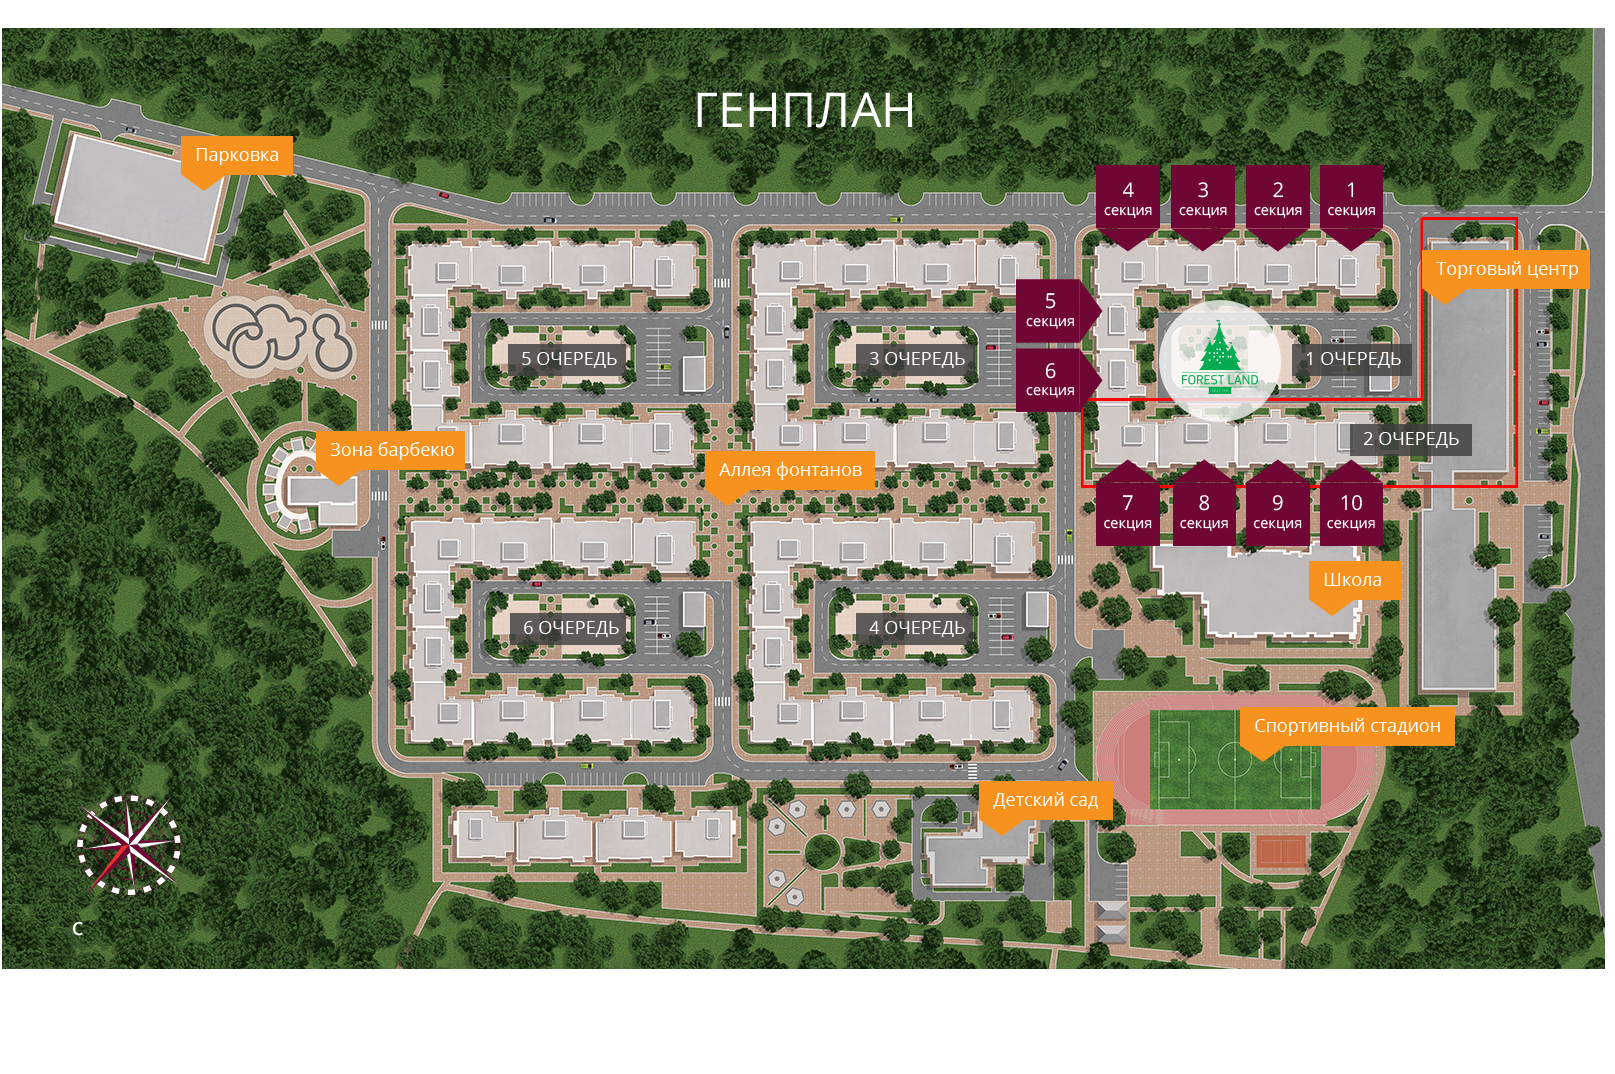 ГЕНПЛАН
Парковка
4
секция
3
секция
2
секция
1
секция
Торговый центр
5
секция
6
секция
5 ОЧЕРЕДЬ
3 ОЧЕРЕДЬ
FOREST LAND
1 ОЧЕРЕДЬ
2 ОЧЕРЕДЬ
Зона барбекю
Аллея фонтанов
7
секция
8
секция
9
секция
10
секция
Школа
6 ОЧЕРЕДЬ
4 ОЧЕРЕДЬ
Спортивный стадион
Детский сад
С